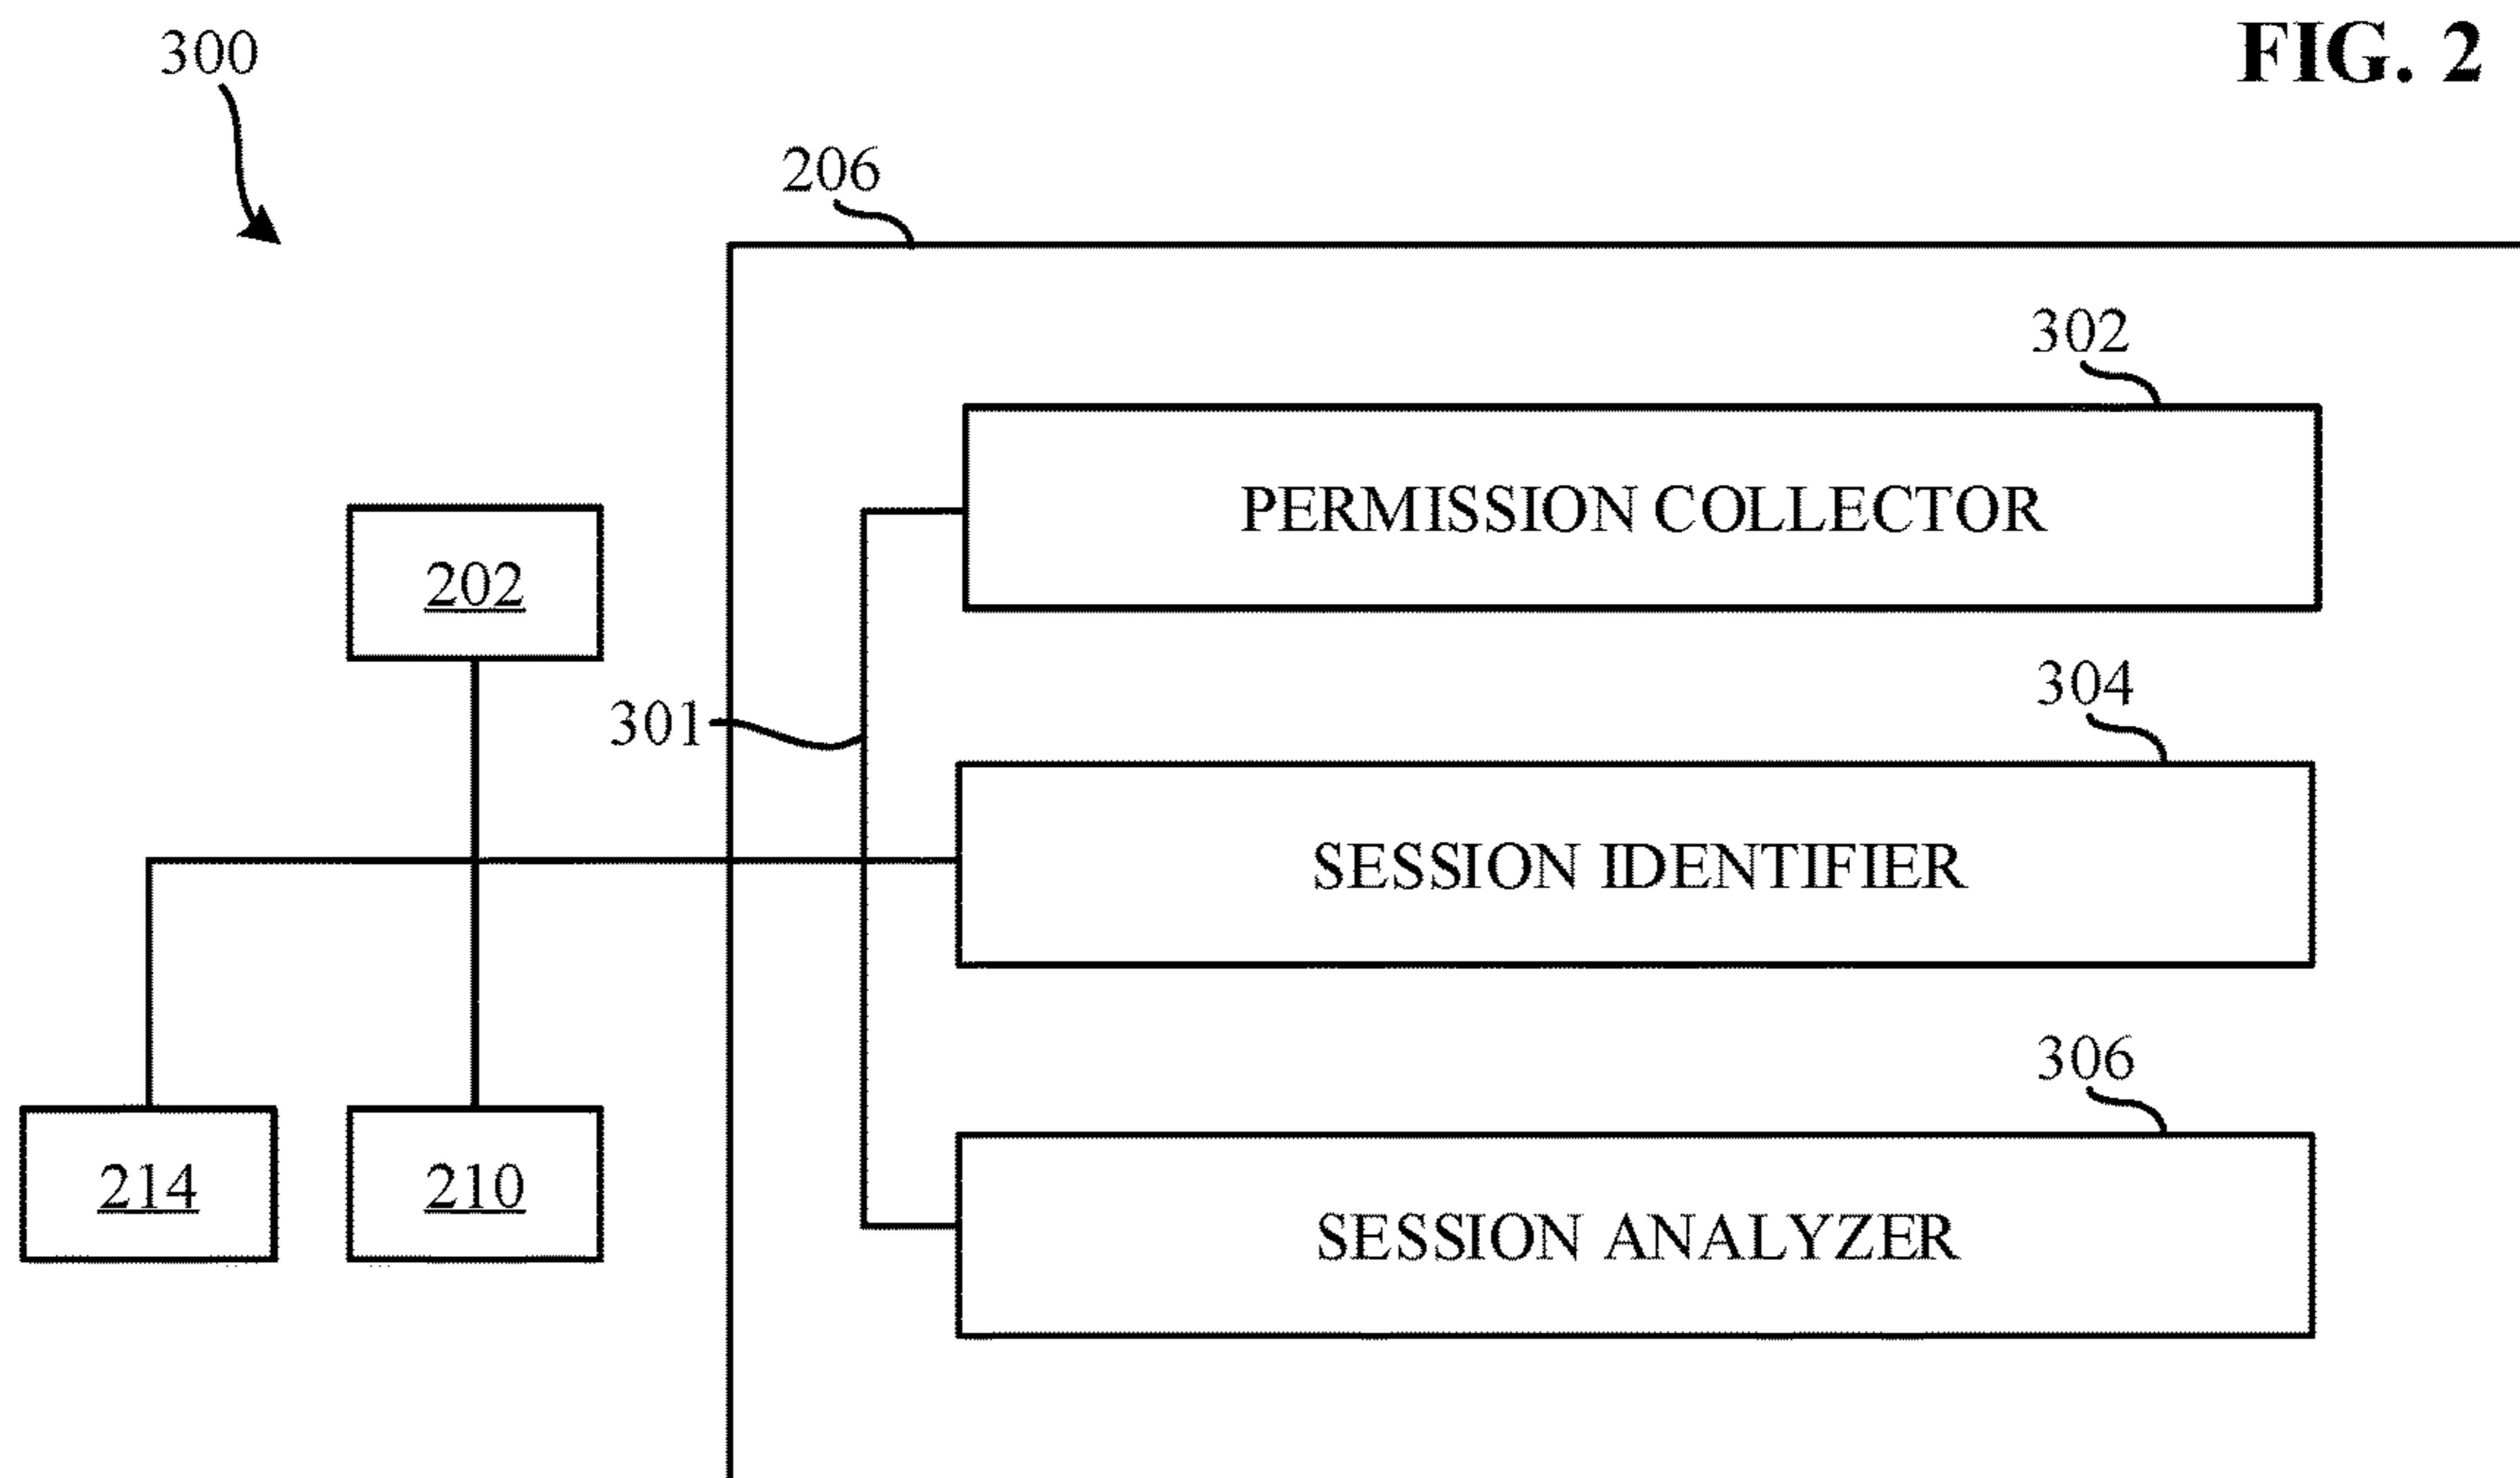 300
FIG. 2
206
302
PERMISSION COLLECTOR
202
301
304
SESSION IDENTIFIER
306
214
210
SESSION ANALYZER